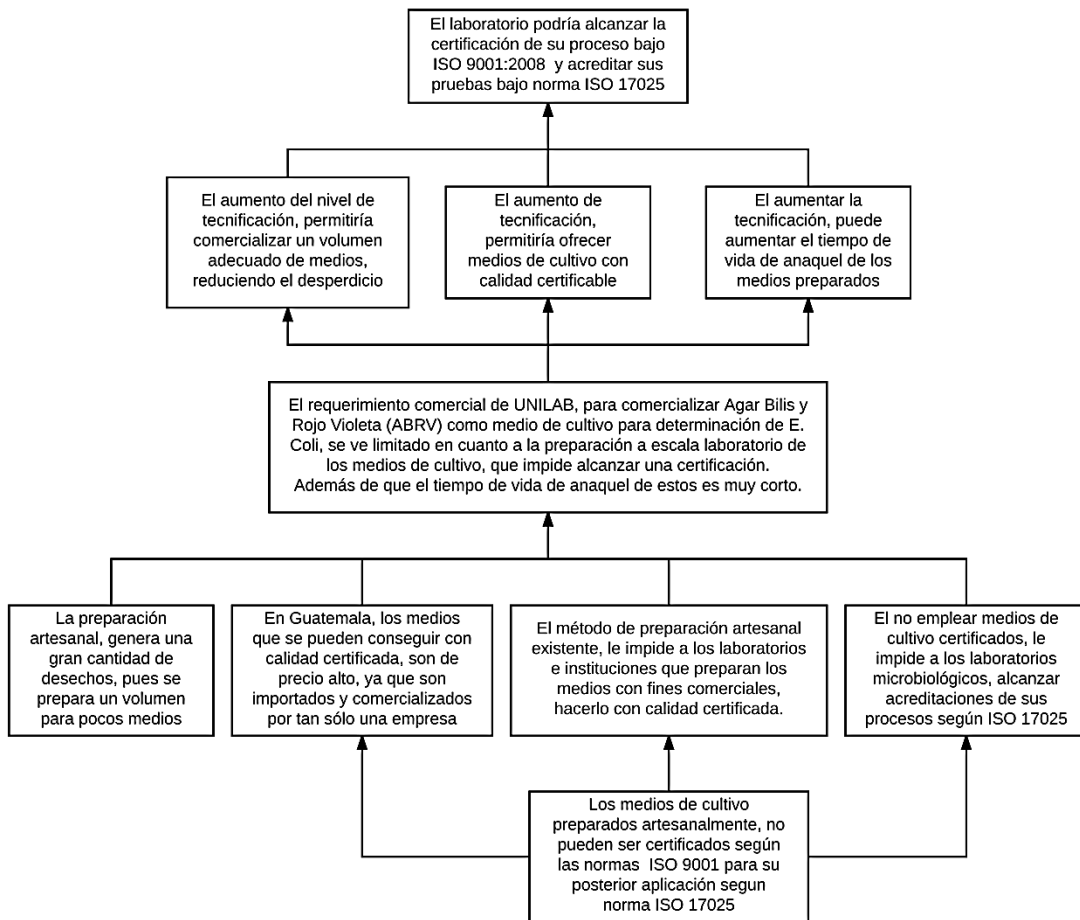 El laboratorio podría alcanzar la
certificación de su proceso bajo
ISO 9001:2008 y acreditar sus
pruebas bajo norma ISO 17025
El aumento del nivel de
tecnificación, permitiría
comercializar un volumen
adecuado de medios,
reduciendo el desperdicio
El aumento de
tecnificación,
permitiría ofrecer
medios de cultivo con
calidad certificable
El aumentar la
tecnificación, puede
aumentar el tiempo de
vida de anaquel de los
medios preparados
El requerimiento comercial de UNILAB, para comercializar Agar Bilis y
Rojo Violeta (ABRV) como medio de cultivo para determinación de E.
Coli, se ve limitado en cuanto a la preparación a escala laboratorio de
los medios de cultivo, que impide alcanzar una certificación.
Además de que el tiempo de vida de anaquel de estos es muy corto.
La preparación
artesanal, genera una
gran cantidad de
desechos, pues se
prepara un volumen
para pocos medios
En Guatemala, los medios
que se pueden conseguir con
calidad certificada, son de
precio alto, ya que son
importados y comercializados
por tan sólo una empresa
El método de preparación artesanal
existente, le impide a los laboratorios
e instituciones que preparan los
medios con fines comerciales,
hacerlo con calidad certificada.
El no emplear medios de
cultivo certificados, le
impide a los laboratorios
microbiológicos, alcanzar
acreditaciones de sus
procesos según ISO 17025
Los medios de cultivo
preparados artesanalmente, no
pueden ser certificados según
las normas ISO 9001 para su
posterior aplicación segun
norma ISO 17025